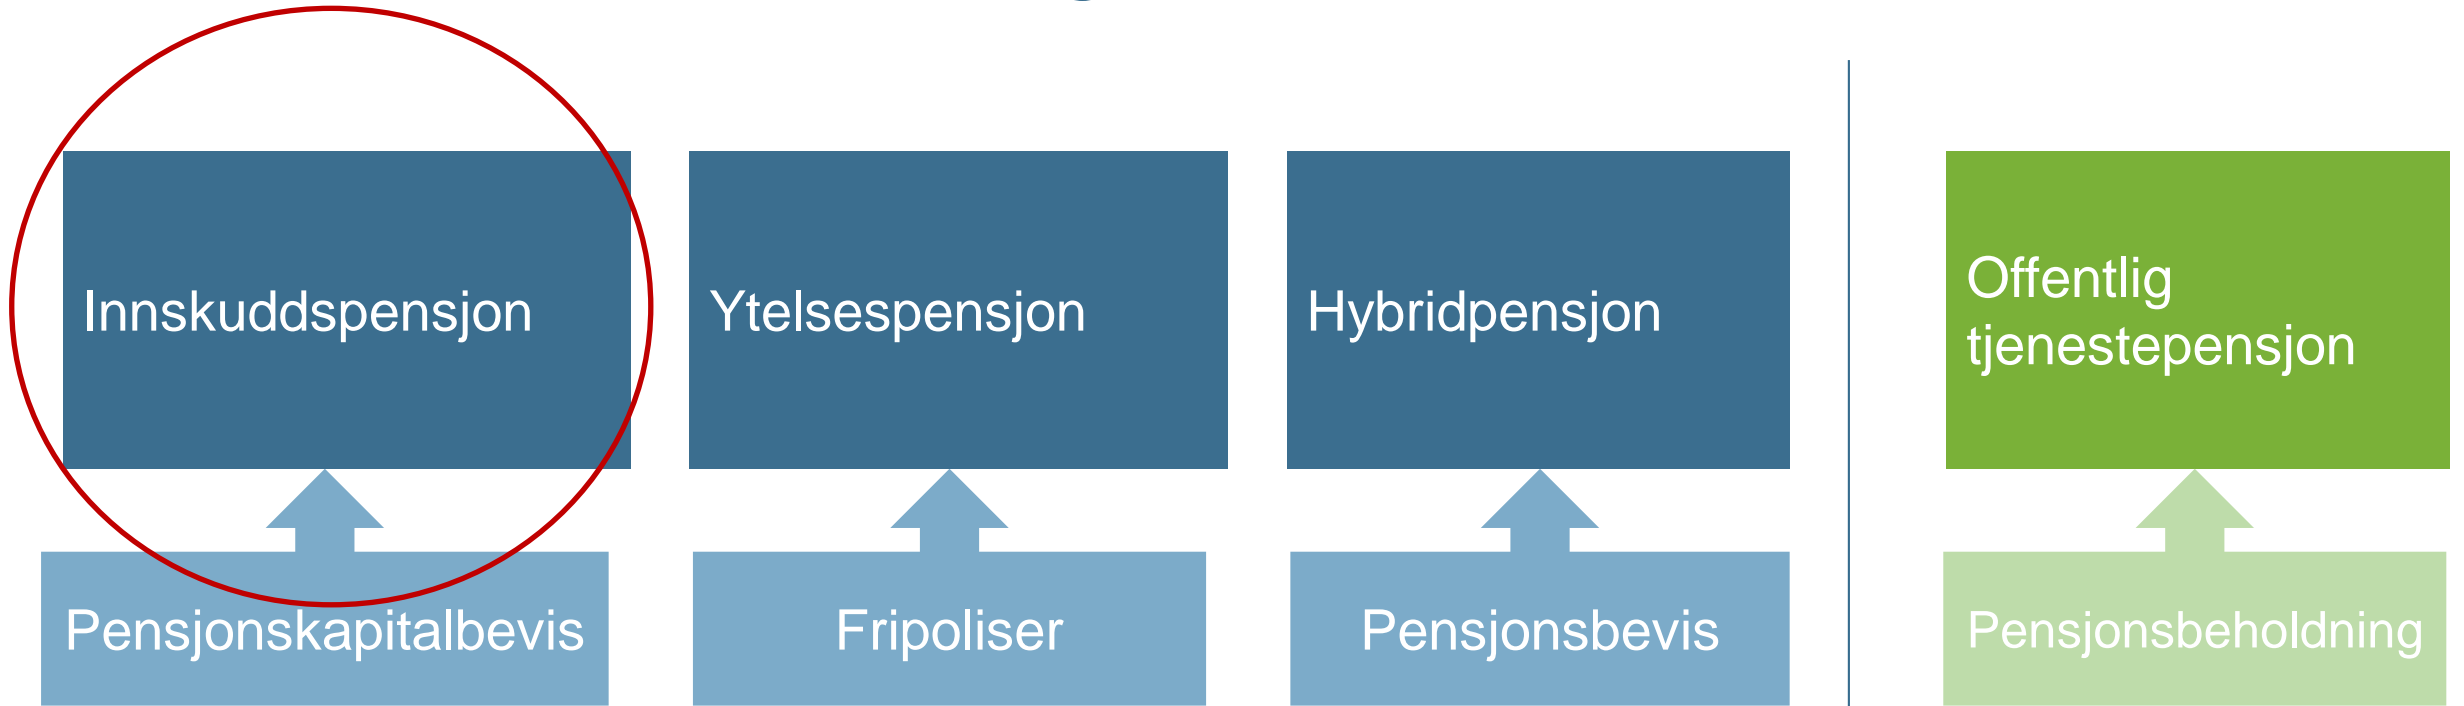 Innskuddspensjon
Ytelsespensjon
Hybridpensjon
Offentlig
tjenestepensjon
Pensjonskapitalbevis
Fripoliser
Pensjonsbevis
Pensjonsbeholdning